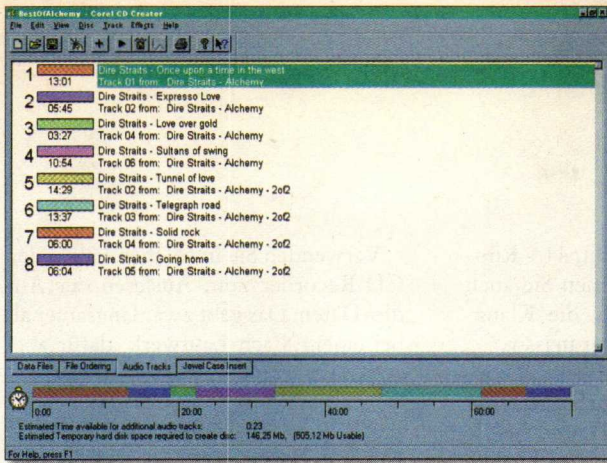 BestOfAlchemy - Corel CD Creator
File Edit View Disc Track Effects Help
1 Dire Straits - Once upon a time in the west
13:01 Track 01 from: Dire Straits - Alchemy
2 Dire Straits - Expresso Love
05:45 Track 02 from: Dire Straits - Alchemy
3 Dire Straits - Love over gold
03:27 Track 04 from: Dire Straits - Alchemy
4 Dire Straits - Sultans of swing
10:54 Track 06 from: Dire Straits - Alchemy
5 Dire Straits - Tunnel of love
14:29 Track 02 from: Dire Straits - Alchemy - 2of2
6 Dire Straits - Telegraph road
13:37 Track 03 from: Dire Straits - Alchemy - 2of2
7 Dire Straits - Solid rock
06:00 Track 04 from: Dire Straits - Alchemy - 2of2
8 Dire Straits - Going home
06:04 Track 05 from: Dire Straits - Alchemy - 2of2
Data Files File Ordering Audio Tracks Jewel Case Insert
0:00 20:00 40:00 60:00
Estimated Time available for additional audio tracks: 0:23
Estimated Temporary hard disk space required to create disc: 146,25 Mb, (505,12 Mb Usable)
For Help, press F1